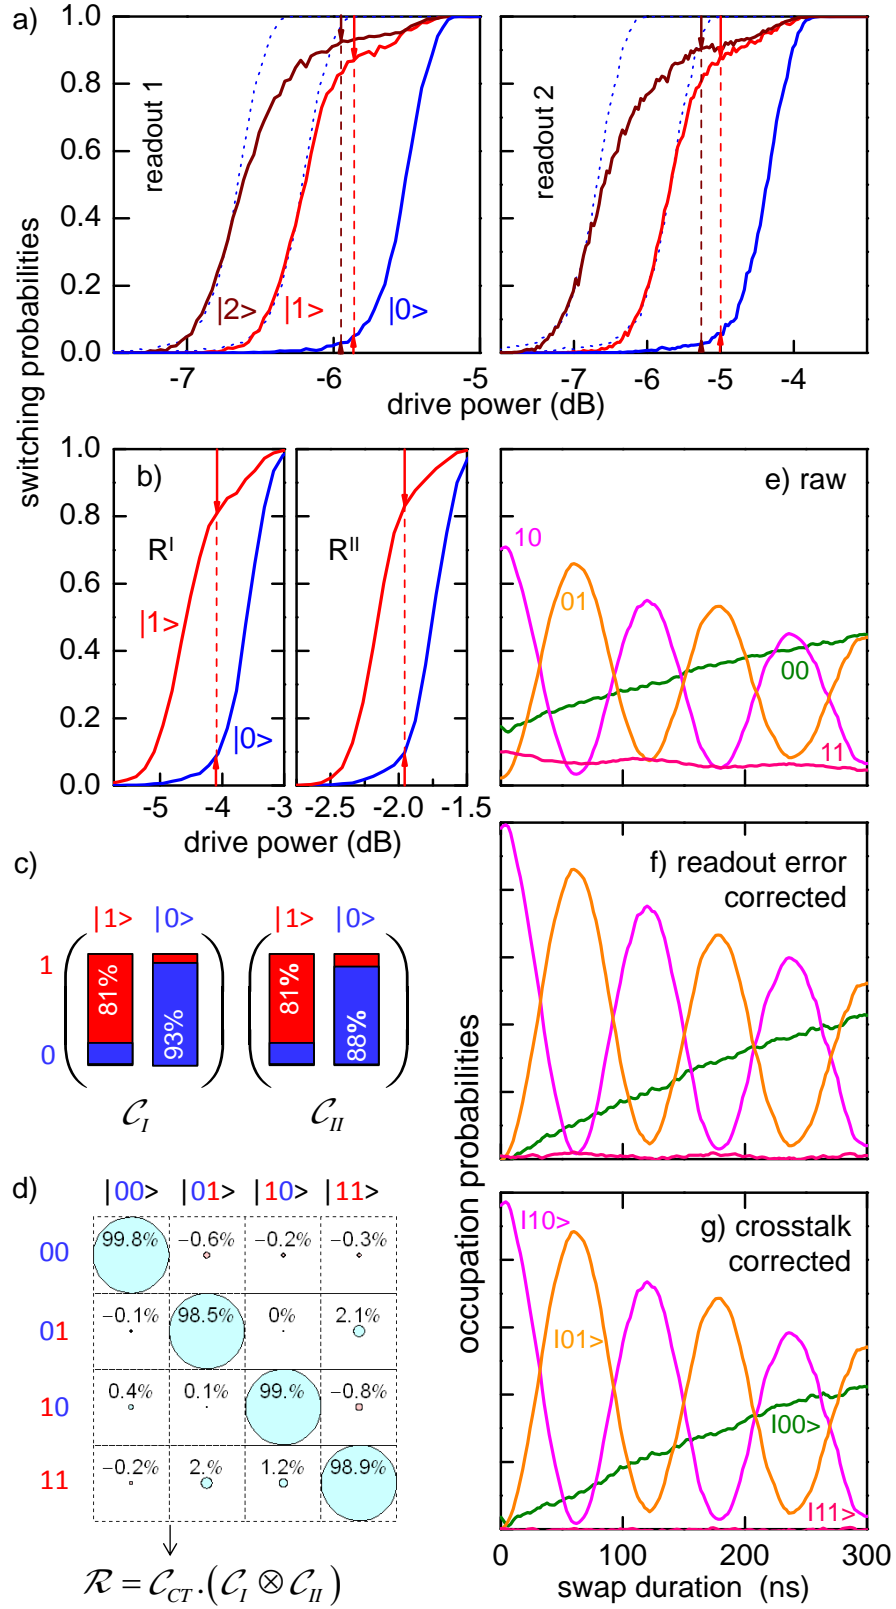 a)
readout 1
readout 2
|2>
|1>
|0>
1.0
0.8
0.6
0.4
0.2
0.0
-7
-6
-5
-7
-6
-5
-4
drive power (dB)
drive power (dB)
switching probabilities
b)
R^I
R^II
|1>
|0>
1.0
0.8
0.6
0.4
0.2
0.0
-5
-4
-3
-2.5
-2.0
-1.5
drive power (dB)
e) raw
10
01
00
11
c)
|1> |0> |1> |0>
1
0
81%
93%
81%
88%
C_I
C_II
f) readout error
corrected
d)
|00> |01> |10> |11>
00 99.8% −0.6% −0.2% −0.3%
01 −0.1% 98.5% 0% 2.1%
10 0.4% 0.1% 99.% −0.8%
11 −0.2% 2.% 1.2% 98.9%
R = C_CT.(C_I ⊗ C_II)
g) crosstalk
corrected
|10>
|01>
|00>
|11>
occupation probabilities
0 100 200 300
swap duration (ns)